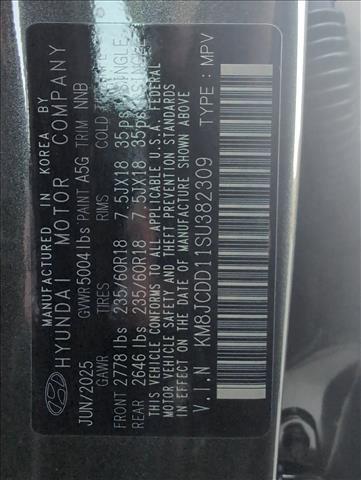 MANUFACTURED IN KOREA BY
HYUNDAI MOTOR COMPANY
JUN/2025 GVWR 5004 lbs PAINT A5G TRIM NNB
GAWR TIRES RIMS COLD SINGLE
FRONT 2778 lbs 235/60R18 7.5JX18 35
REAR 2646 lbs 235/60R18 7.5JX18 35
THIS VEHICLE CONFORMS TO ALL APPLICABLE U.S.A. FEDERAL
MOTOR VEHICLE SAFETY AND THEFT PREVENTION STANDARDS
IN EFFECT ON THE DATE OF MANUFACTURE SHOWN ABOVE
V.I.N KM8JCDD11SU382309 TYPE : MPV